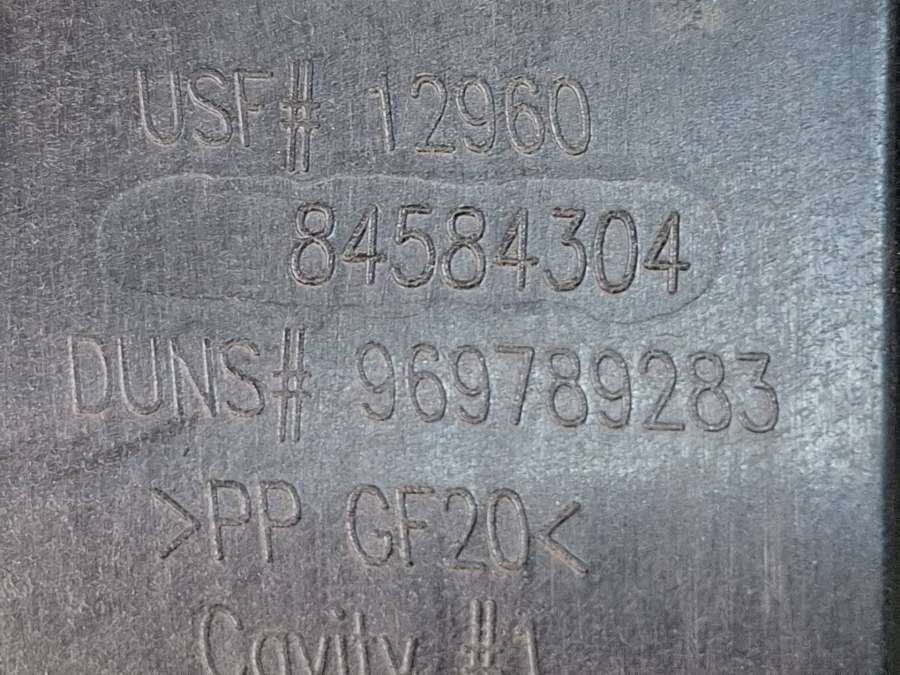 USF# 12960
84584304
DUNS# 969789283
>PP GF20<
Cavity #1